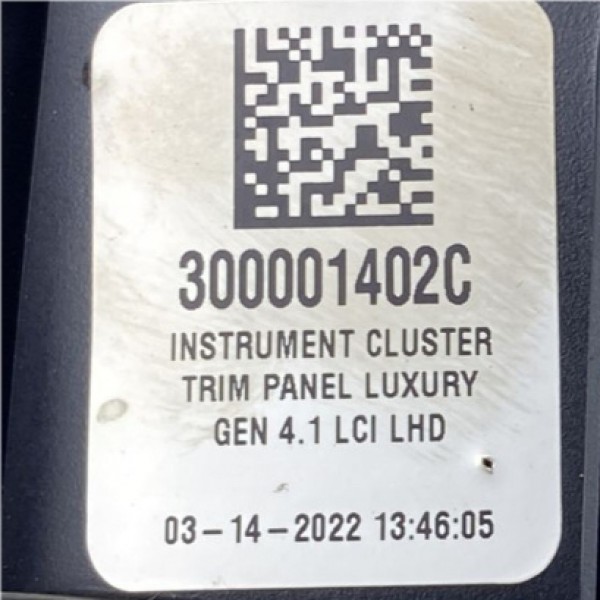 300001402C
INSTRUMENT CLUSTER
TRIM PANEL LUXURY
GEN 4.1 LCI LHD
03-14-2022 13:46:05